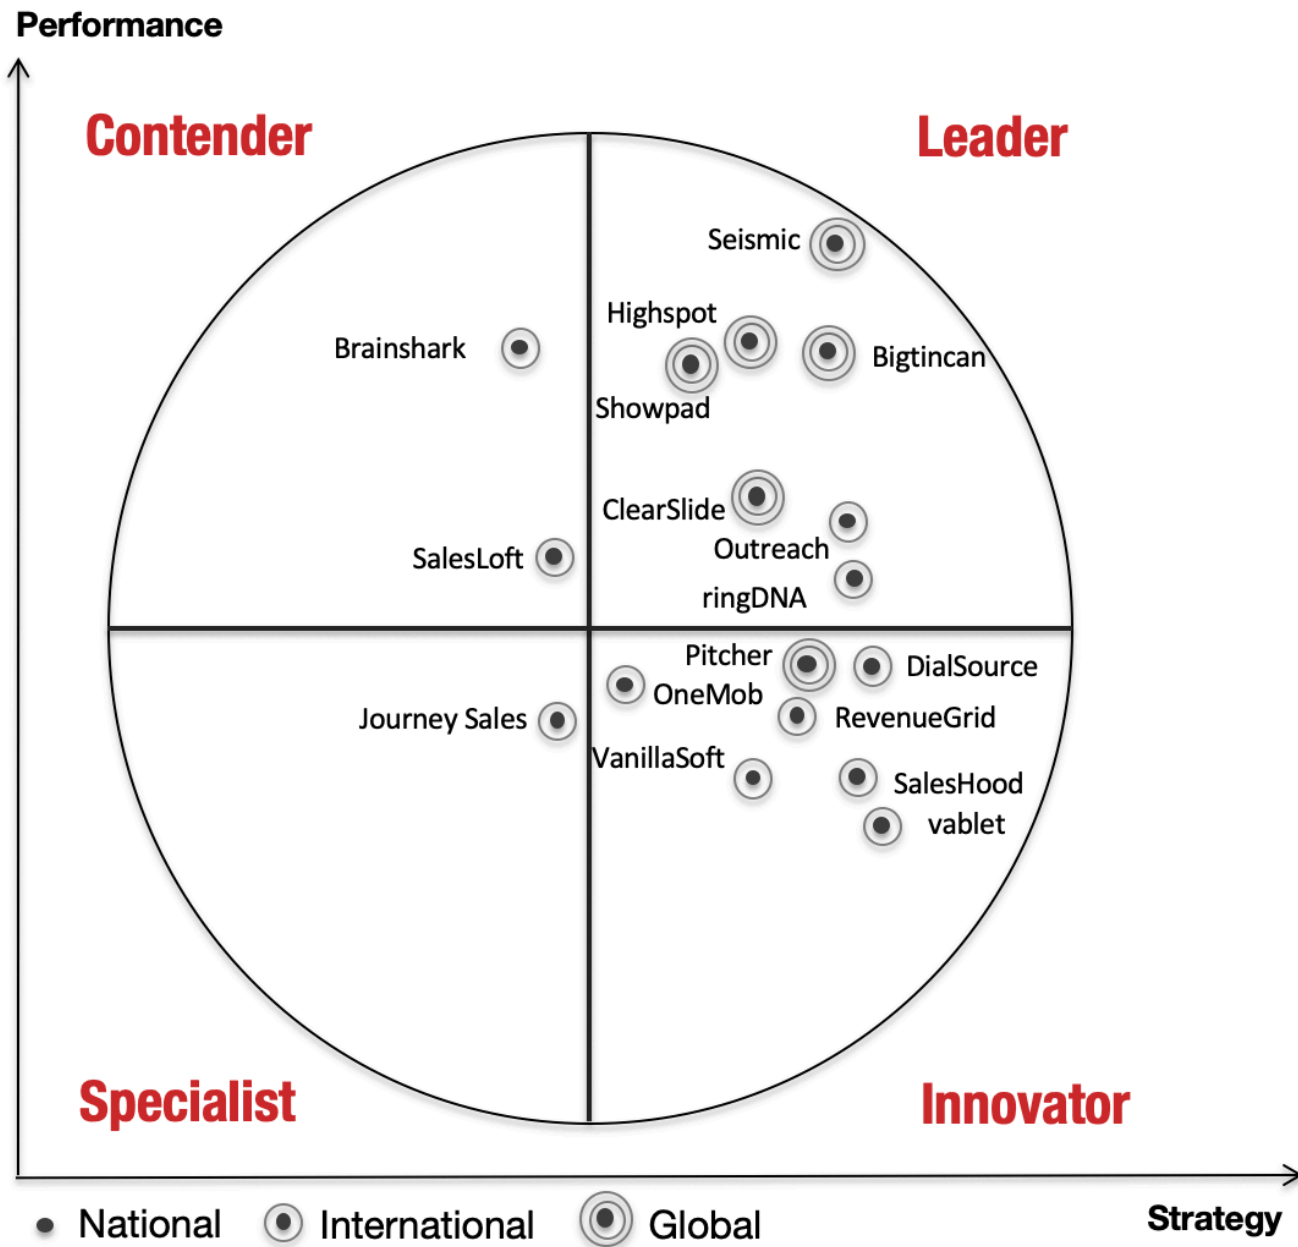 Performance
Contender
Leader
Seismic
Highspot
Brainshark
Bigtincan
Showpad
ClearSlide
Outreach
SalesLoft
ringDNA
Pitcher
DialSource
OneMob
Journey Sales
RevenueGrid
VanillaSoft
SalesHood
vablet
Specialist
Innovator
National
International
Global
Strategy